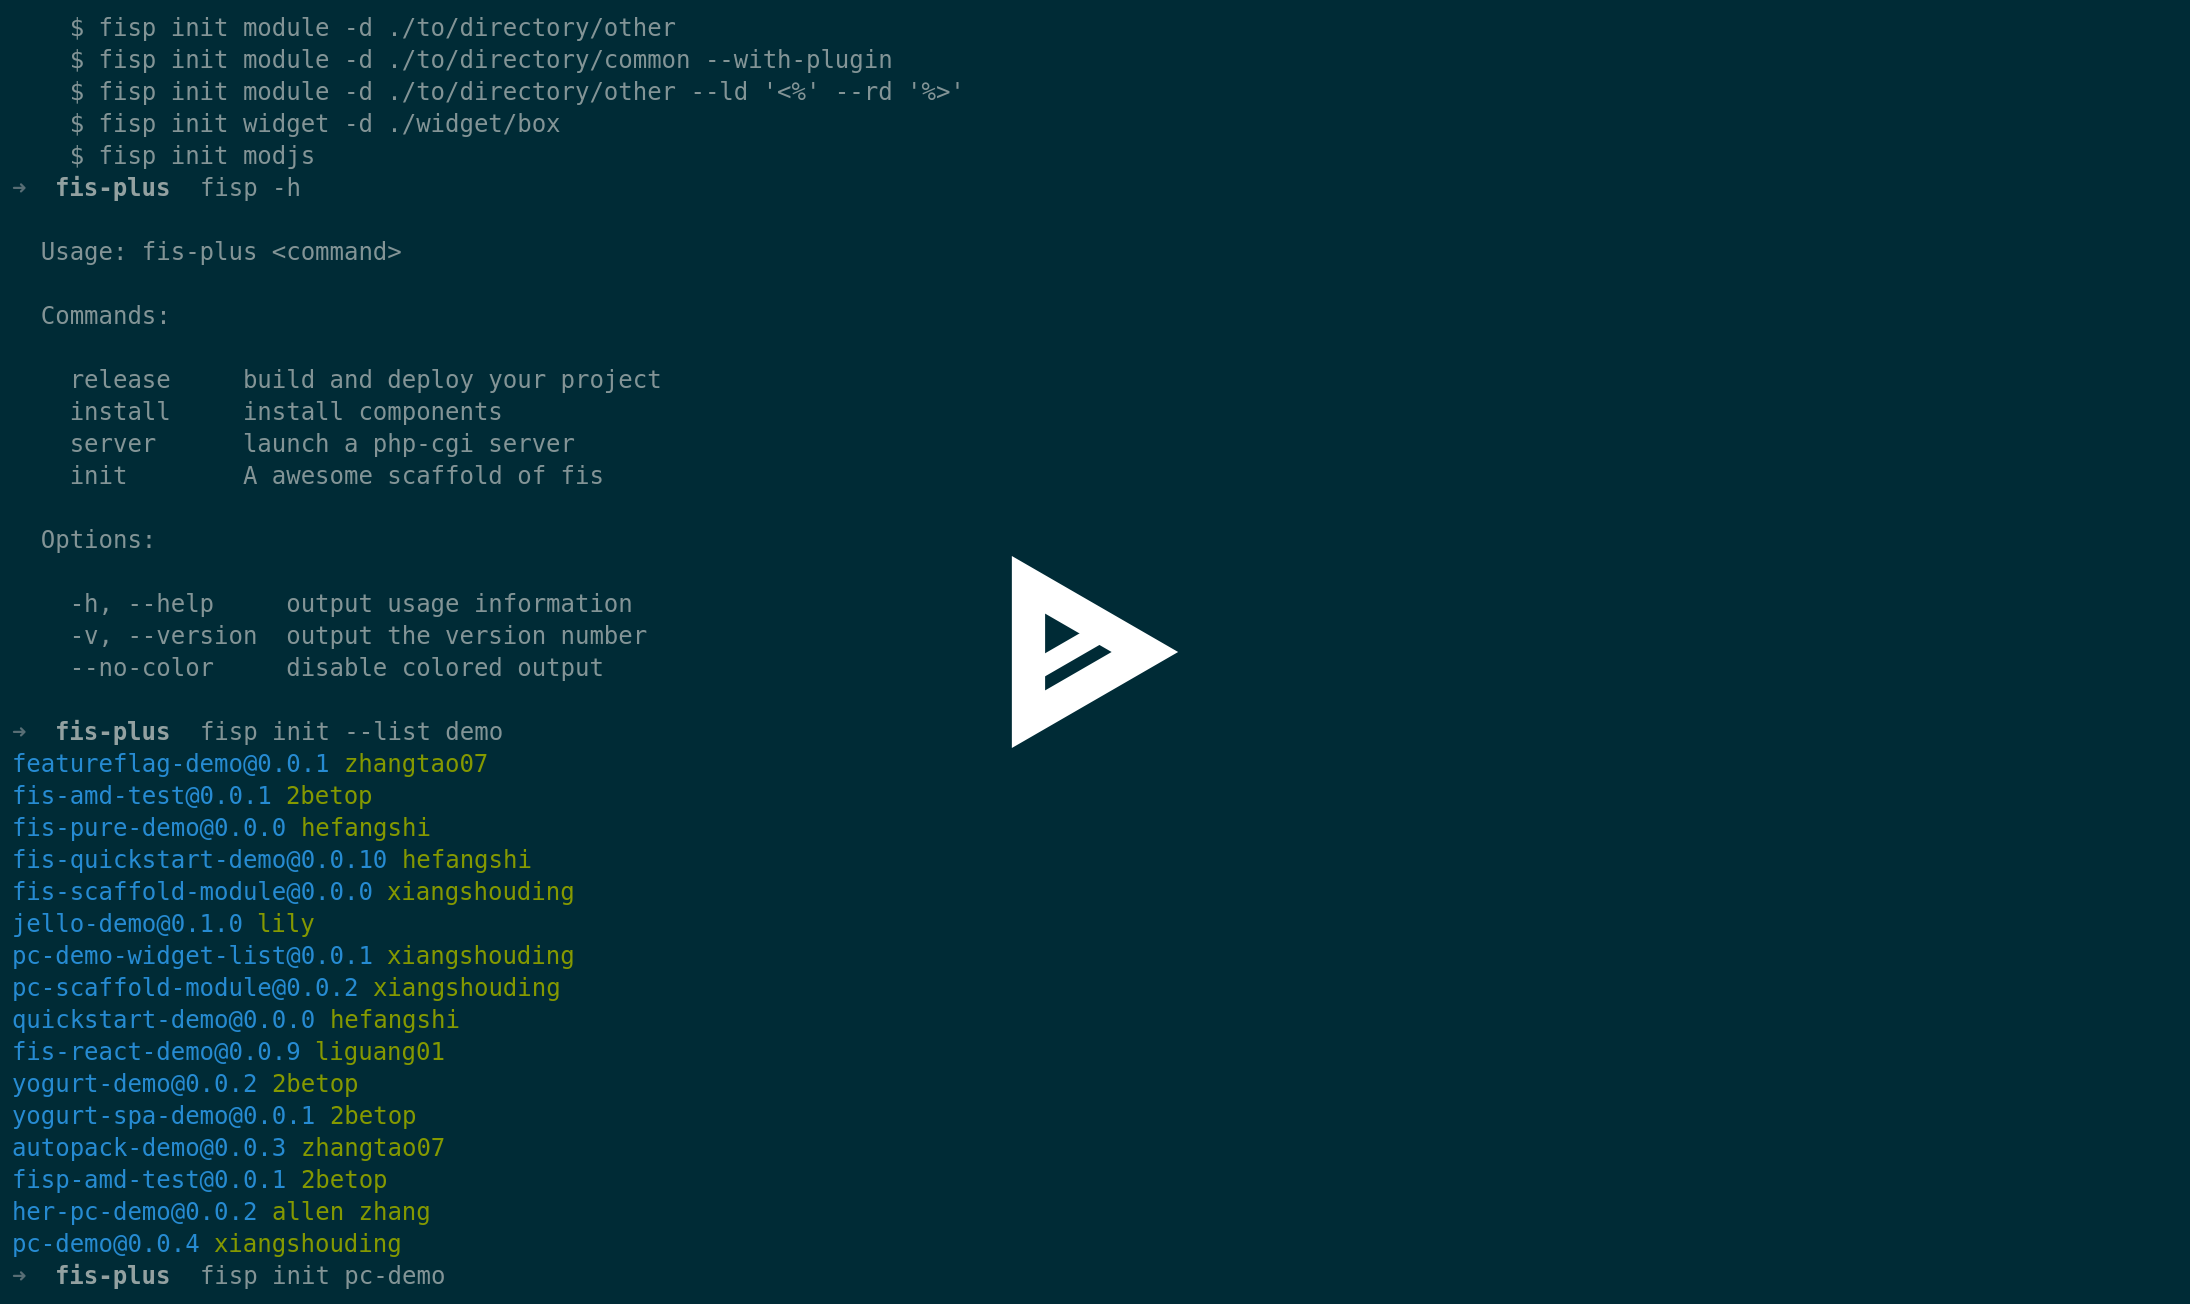 $ fisp init module -d ./to/directory/other
$ fisp init module -d ./to/directory/common --with-plugin
$ fisp init module -d ./to/directory/other --ld '<%' --rd '%>'
$ fisp init widget -d ./widget/box
$ fisp init modjs
➜  fis-plus  fisp -h
Usage: fis-plus <command>
Commands:
release     build and deploy your project
install     install components
server      launch a php-cgi server
init        A awesome scaffold of fis
Options:
-h, --help     output usage information
-v, --version  output the version number
--no-color     disable colored output
➜  fis-plus  fisp init --list demo
featureflag-demo@0.0.1 zhangtao07
fis-amd-test@0.0.1 2betop
fis-pure-demo@0.0.0 hefangshi
fis-quickstart-demo@0.0.10 hefangshi
fis-scaffold-module@0.0.0 xiangshouding
jello-demo@0.1.0 lily
pc-demo-widget-list@0.0.1 xiangshouding
pc-scaffold-module@0.0.2 xiangshouding
quickstart-demo@0.0.0 hefangshi
fis-react-demo@0.0.9 liguang01
yogurt-demo@0.0.2 2betop
yogurt-spa-demo@0.0.1 2betop
autopack-demo@0.0.3 zhangtao07
fisp-amd-test@0.0.1 2betop
her-pc-demo@0.0.2 allen zhang
pc-demo@0.0.4 xiangshouding
➜  fis-plus  fisp init pc-demo